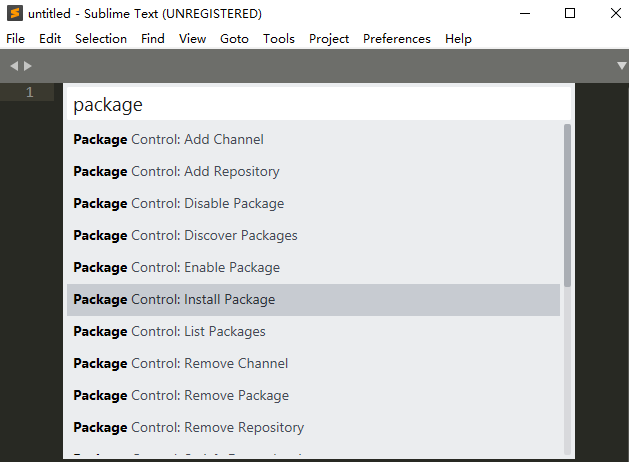 untitled - Sublime Text (UNREGISTERED)
File Edit Selection Find View Goto Tools Project Preferences Help
1
package
Package Control: Add Channel
Package Control: Add Repository
Package Control: Disable Package
Package Control: Discover Packages
Package Control: Enable Package
Package Control: Install Package
Package Control: List Packages
Package Control: Remove Channel
Package Control: Remove Package
Package Control: Remove Repository